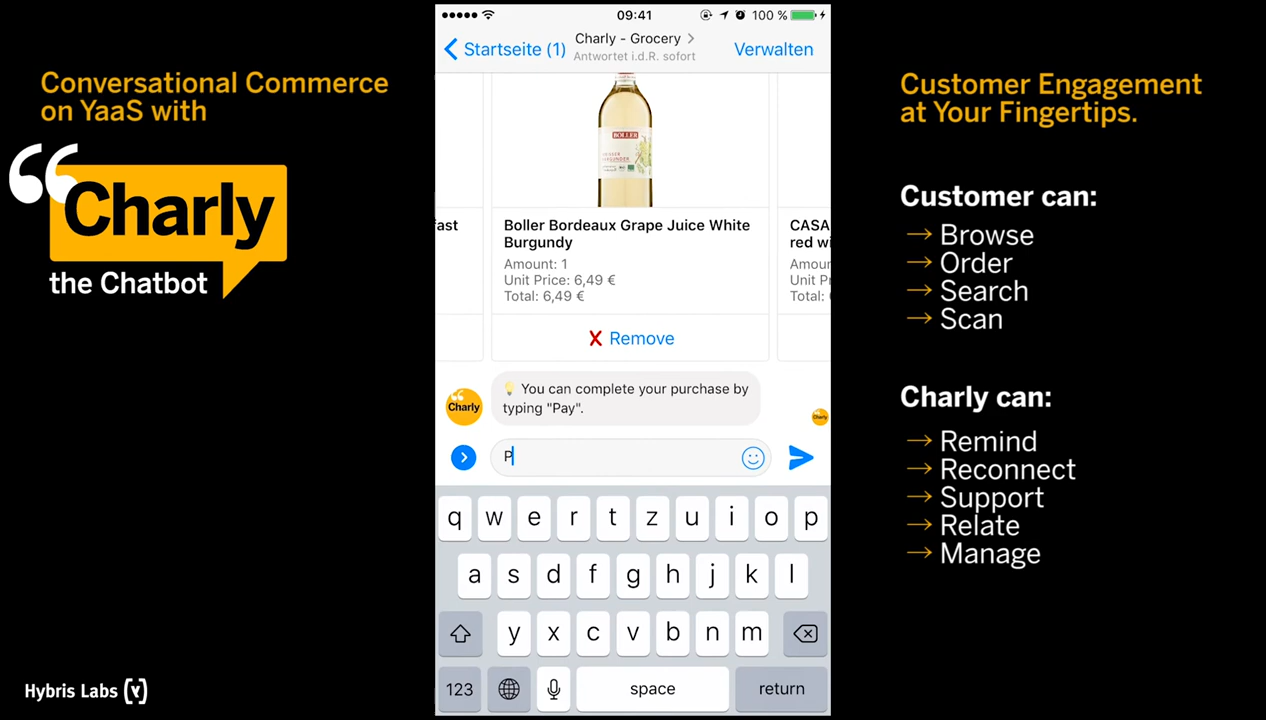 Conversational Commerce
on YaaS with
Charly
the Chatbot
Hybris Labs (Y)
09:41
100 %
Startseite (1)
Charly - Grocery
Antwortet i.d.R. sofort
Verwalten
BOLLER
fast
Boller Bordeaux Grape Juice White
Burgundy
Amount: 1
Unit Price: 6,49 €
Total: 6,49 €
CASA
red wi
Amoun
Unit P
Total:
X Remove
Charly
You can complete your purchase by
typing "Pay".
Charly
P
q w e r t z u i o p
a s d f g h j k l
y x c v b n m
123
space
return
Customer Engagement
at Your Fingertips.
Customer can:
→ Browse
→ Order
→ Search
→ Scan
Charly can:
→ Remind
→ Reconnect
→ Support
→ Relate
→ Manage